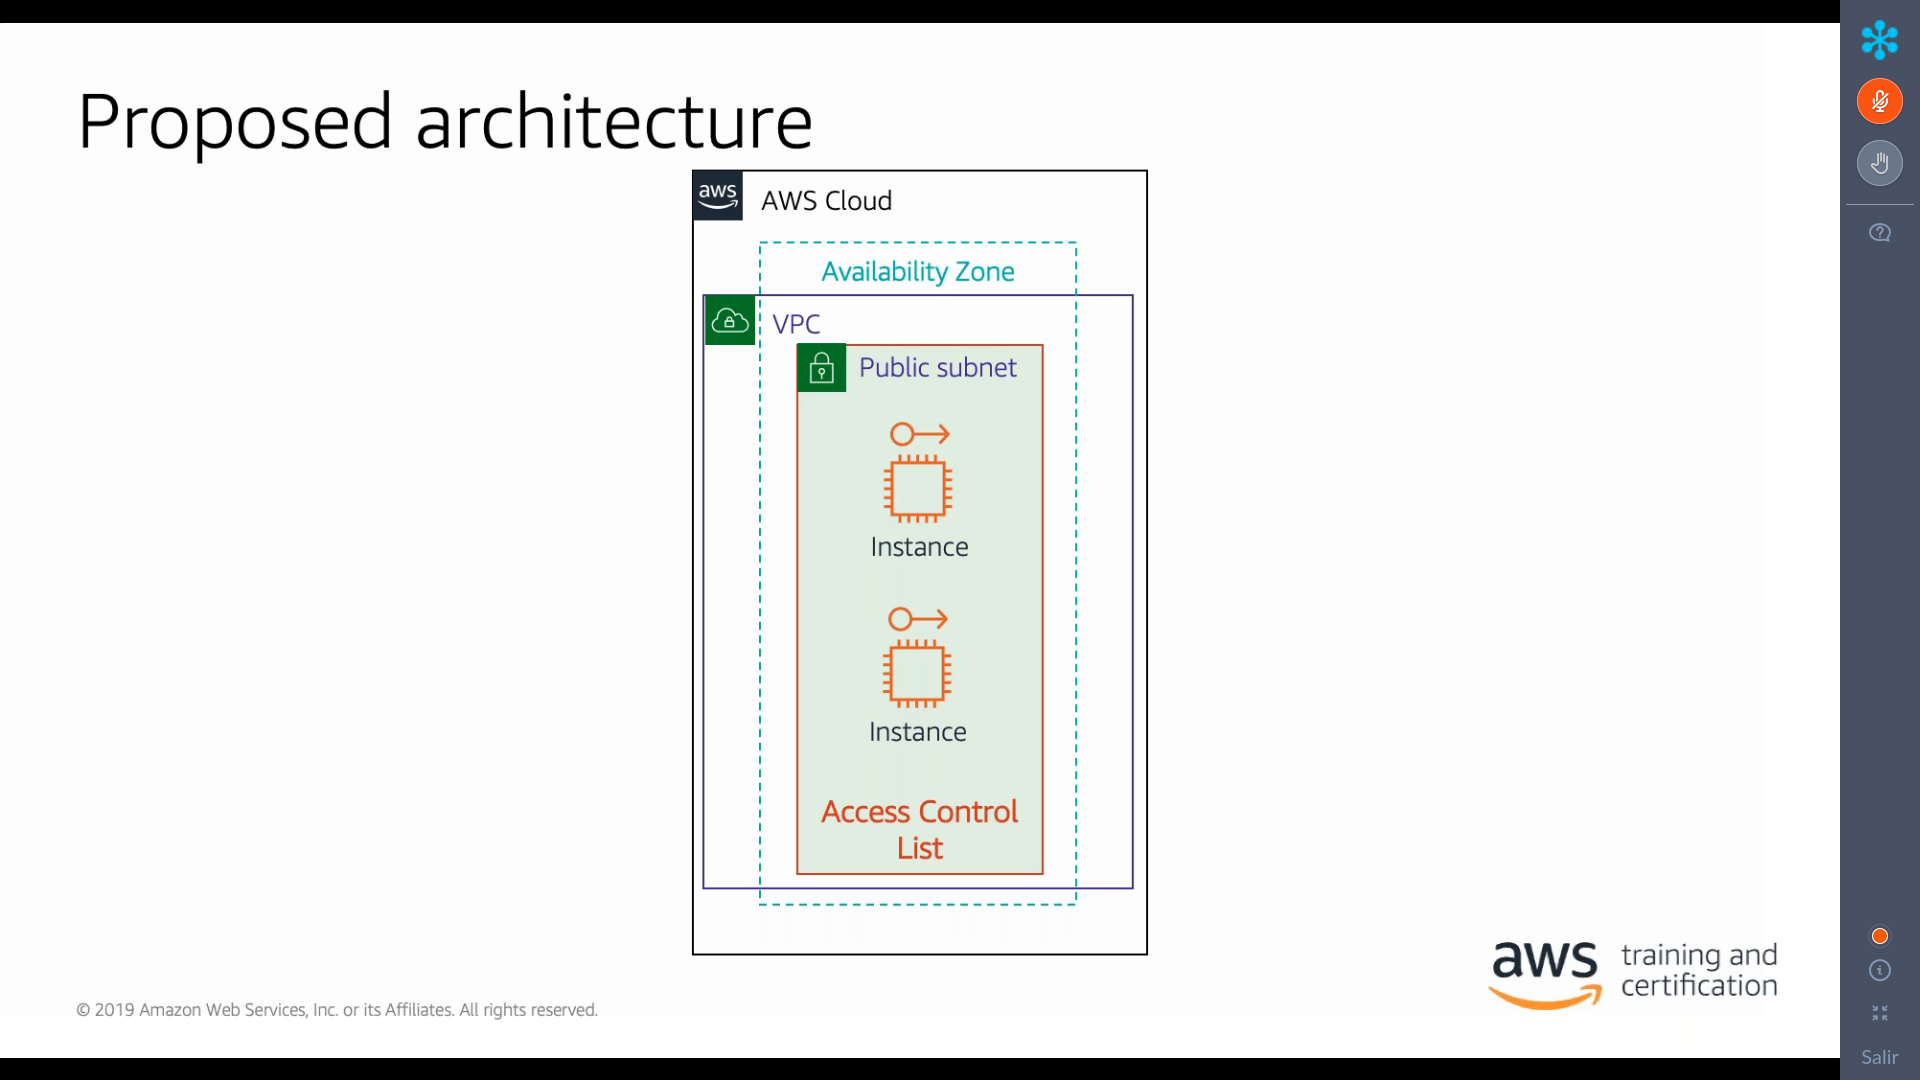 Proposed architecture
aws
AWS Cloud
Availability Zone
VPC
Public subnet
Instance
Instance
Access Control
List
aws training and
certification
© 2019 Amazon Web Services, Inc. or its Affiliates. All rights reserved.
Salir